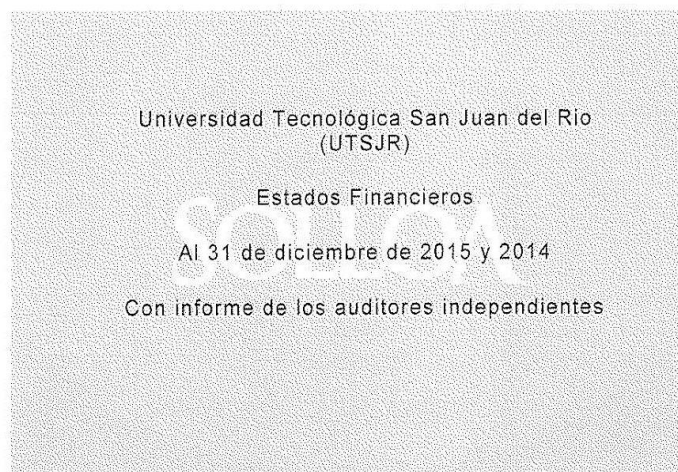 Universidad Tecnológica San Juan del Rio
(UTSJR)
Estados Financieros
SOLLOA
Al 31 de diciembre de 2015 y 2014
Con informe de los auditores independientes